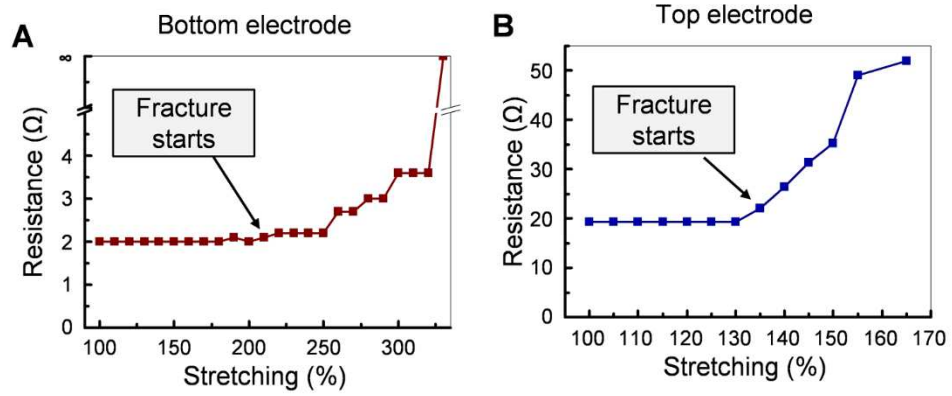 A
Bottom electrode
∞
4
3
2
1
0
Resistance (Ω)
Fracture
starts
100 150 200 250 300
Stretching (%)
B
Top electrode
50
40
30
20
10
0
Resistance (Ω)
Fracture
starts
100 110 120 130 140 150 160 170
Stretching (%)